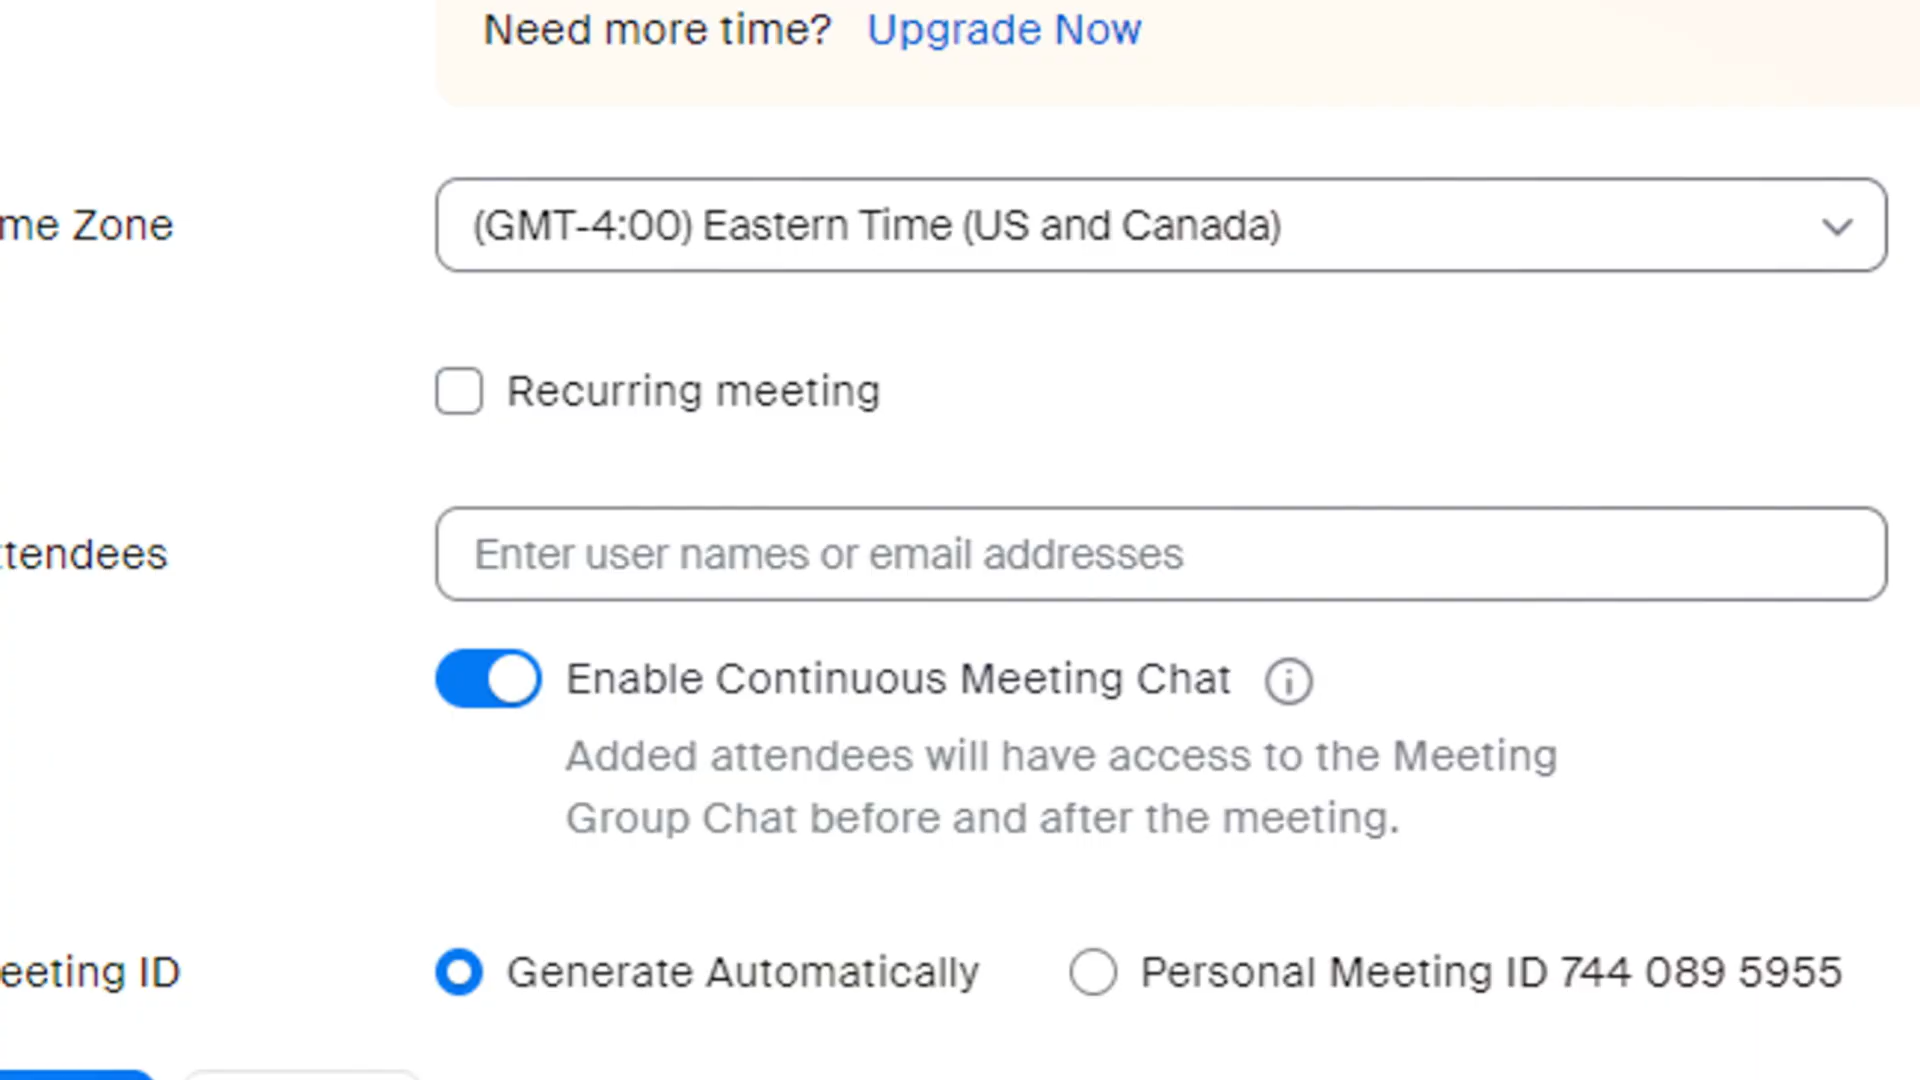 Need more time? Upgrade Now
me Zone
(GMT-4:00) Eastern Time (US and Canada)
Recurring meeting
ttendees
Enter user names or email addresses
Enable Continuous Meeting Chat
Added attendees will have access to the Meeting
Group Chat before and after the meeting.
eeting ID
Generate Automatically
Personal Meeting ID 744 089 5955